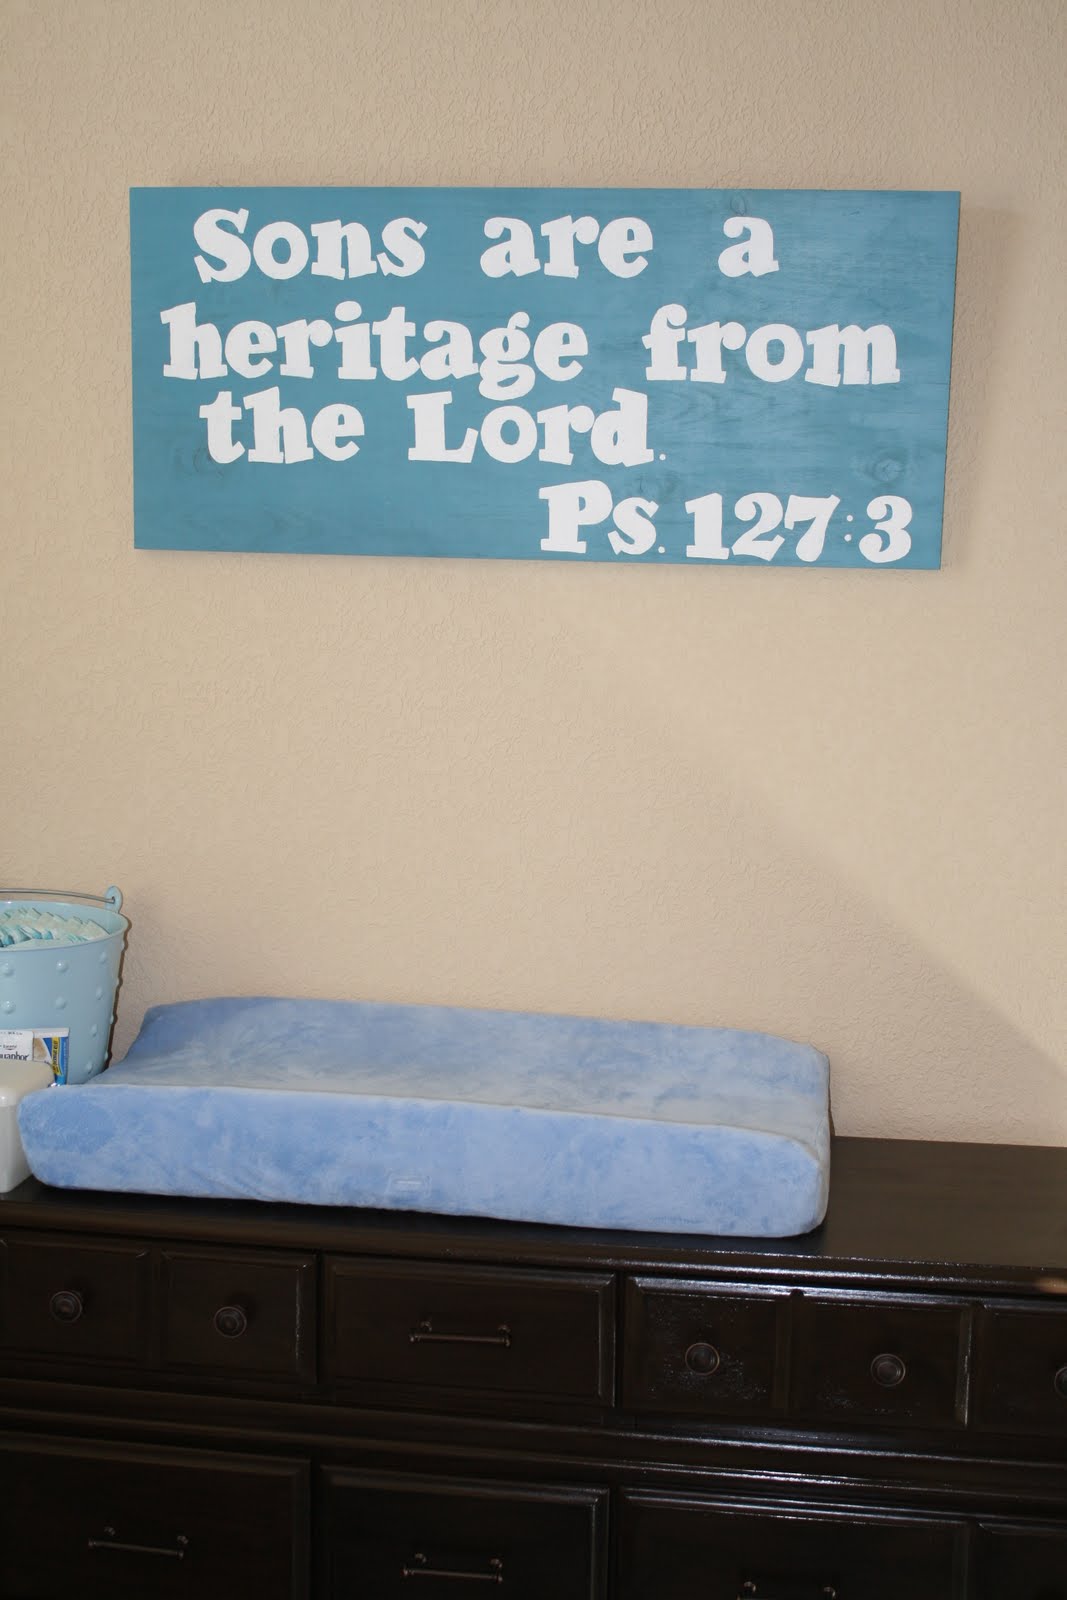 Sons are a
heritage from
the Lord.
Ps. 127:3